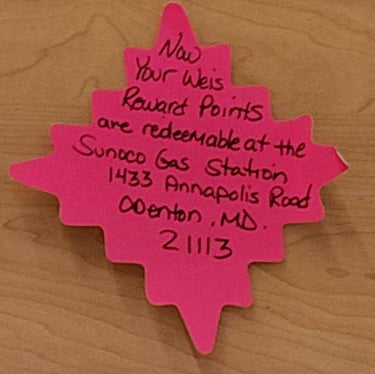 Now
Your Weis
Reward Points
are redeemable at the
Sunoco Gas Station
1433 Annapolis Road
Odenton, MD.
21113